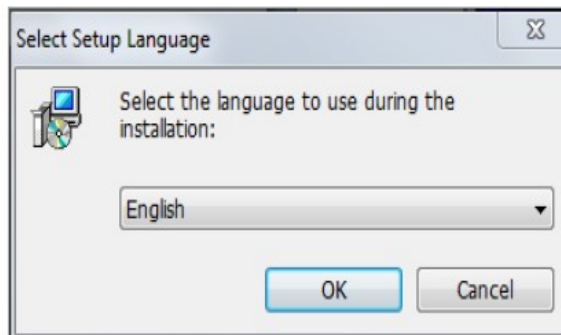 Select Setup Language
Select the language to use during the
installation:
English
OK
Cancel